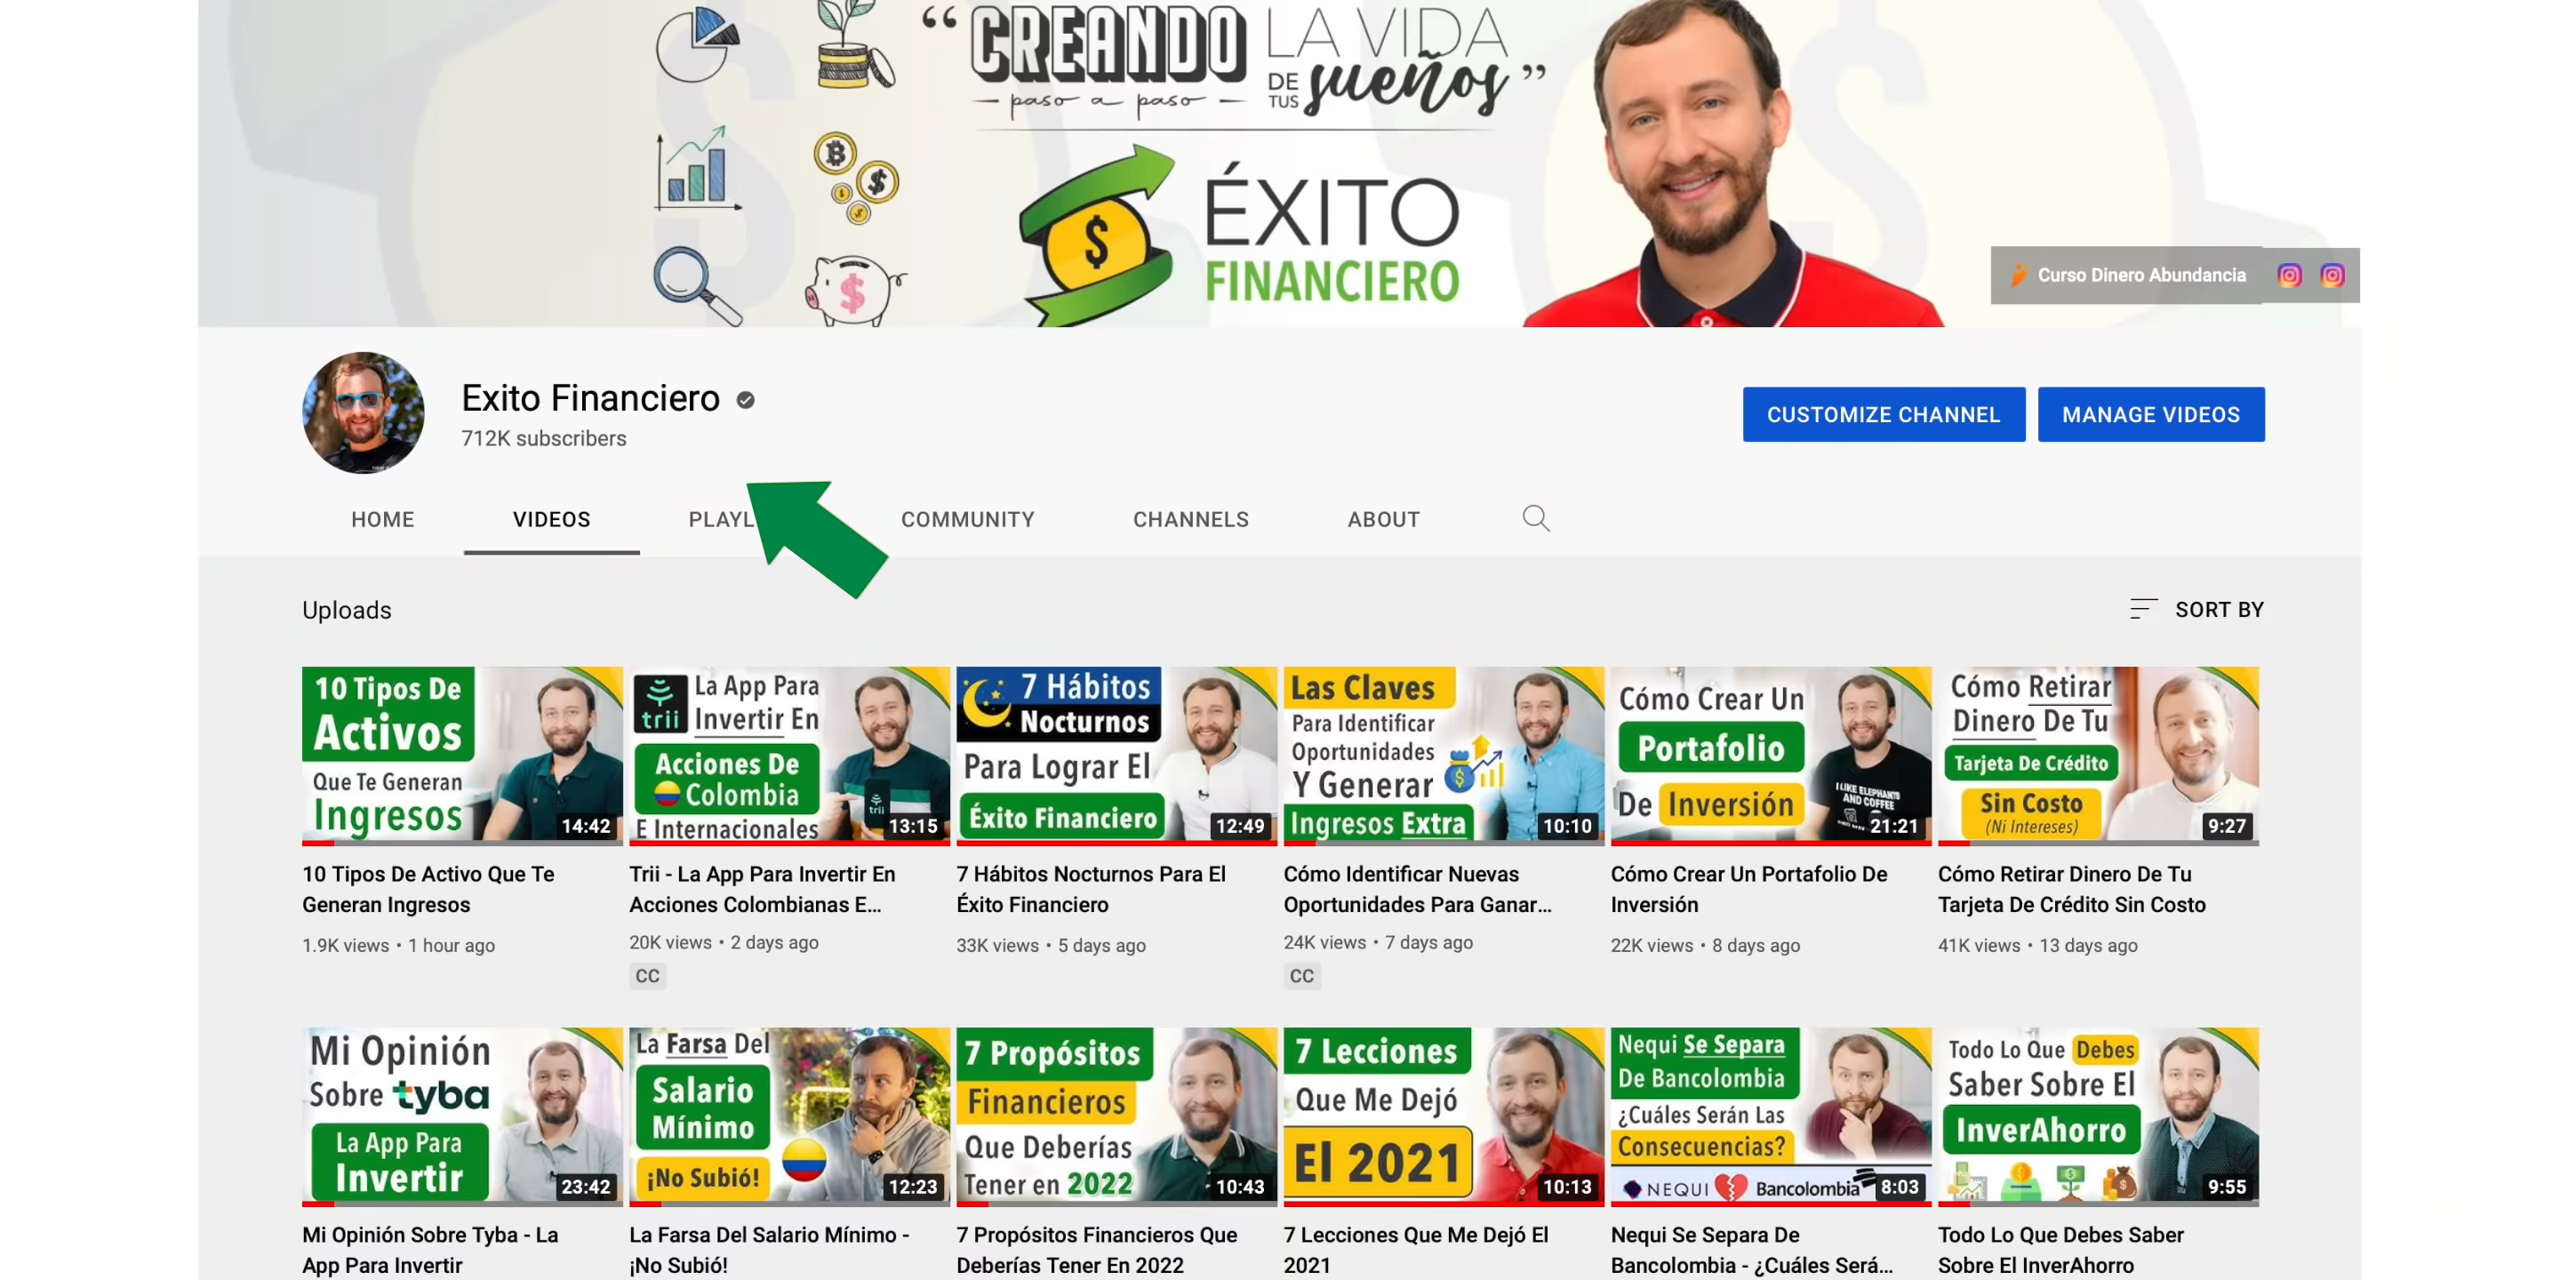 “CREANDO LA VIDA
paso a paso DE TUS sueños”
ÉXITO
FINANCIERO
Curso Dinero Abundancia
Exito Financiero
712K subscribers
CUSTOMIZE CHANNEL
MANAGE VIDEOS
HOME VIDEOS PLAYL COMMUNITY CHANNELS ABOUT
Uploads
SORT BY
10 Tipos De
Activos
Que Te Generan
Ingresos
14:42
trii
La App Para
Invertir En
Acciones De
Colombia
E Internacionales
trii
13:15
7 Hábitos
Nocturnos
Para Lograr El
Éxito Financiero
12:49
Las Claves
Para Identificar
Oportunidades
Y Generar
Ingresos Extra
10:10
Cómo Crear Un
Portafolio
De Inversión
I LIKE ELEPHANTS
AND COFFEE
21:21
Cómo Retirar
Dinero De Tu
Tarjeta De Crédito
Sin Costo
(Ni Intereses)
9:27
10 Tipos De Activo Que Te
Generan Ingresos
1.9K views • 1 hour ago
Trii - La App Para Invertir En
Acciones Colombianas E...
20K views • 2 days ago
CC
7 Hábitos Nocturnos Para El
Éxito Financiero
33K views • 5 days ago
Cómo Identificar Nuevas
Oportunidades Para Ganar...
24K views • 7 days ago
CC
Cómo Crear Un Portafolio De
Inversión
22K views • 8 days ago
Cómo Retirar Dinero De Tu
Tarjeta De Crédito Sin Costo
41K views • 13 days ago
Mi Opinión
Sobre tyba
La App Para
Invertir
23:42
La Farsa Del
Salario
Mínimo
¡No Subió!
12:23
7 Propósitos
Financieros
Que Deberías
Tener en 2022
10:43
7 Lecciones
Que Me Dejó
El 2021
10:13
Nequi Se Separa
De Bancolombia
¿Cuáles Serán Las
Consecuencias?
NEQUI Bancolombia
8:03
Todo Lo Que Debes
Saber Sobre El
InverAhorro
9:55
Mi Opinión Sobre Tyba - La
App Para Invertir
La Farsa Del Salario Mínimo -
¡No Subió!
7 Propósitos Financieros Que
Deberías Tener En 2022
7 Lecciones Que Me Dejó El
2021
Nequi Se Separa De
Bancolombia - ¿Cuáles Será...
Todo Lo Que Debes Saber
Sobre El InverAhorro